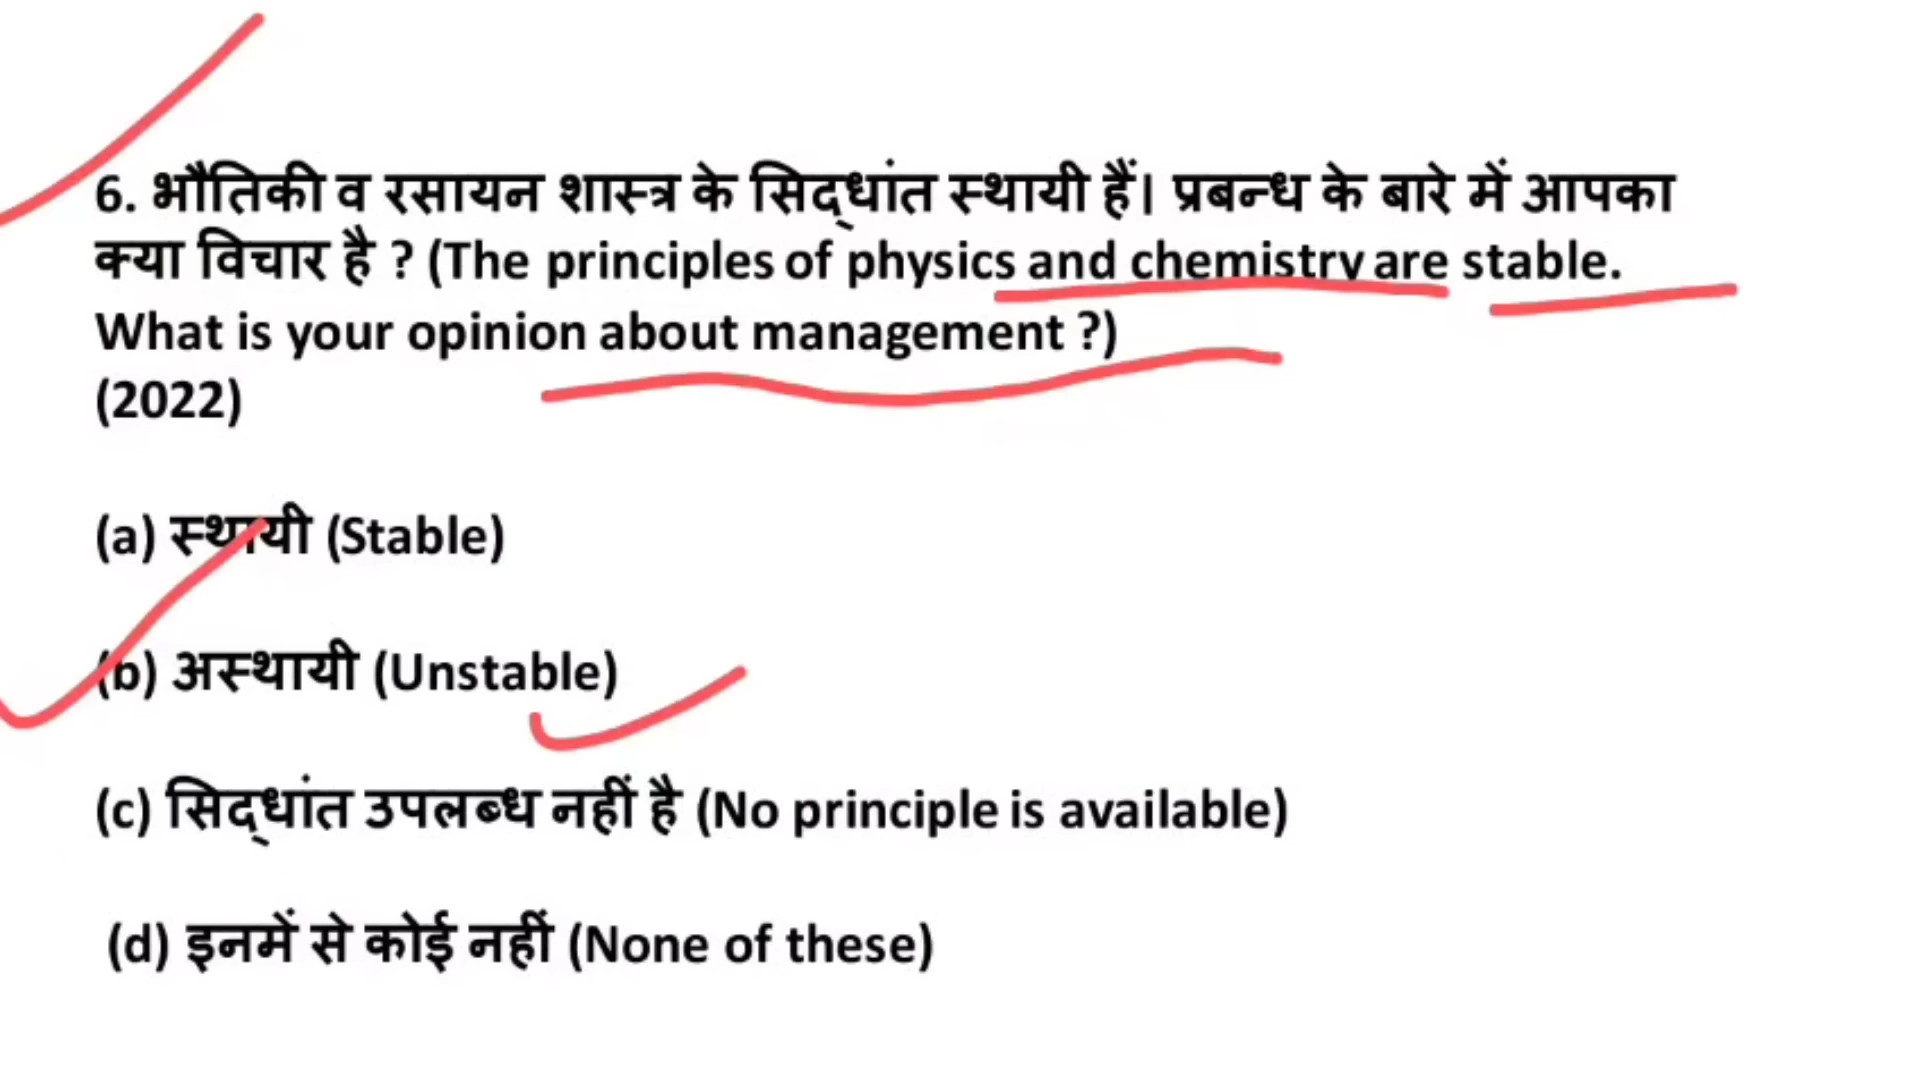 6. भौतिकी व रसायन शास्त्र के सिद्धांत स्थायी हैं। प्रबन्ध के बारे में आपका
क्या विचार है ? (The principles of physics and chemistry are stable.
What is your opinion about management ?)
(2022)
(a) स्थायी (Stable)
(b) अस्थायी (Unstable)
(c) सिद्धांत उपलब्ध नहीं है (No principle is available)
(d) इनमें से कोई नहीं (None of these)